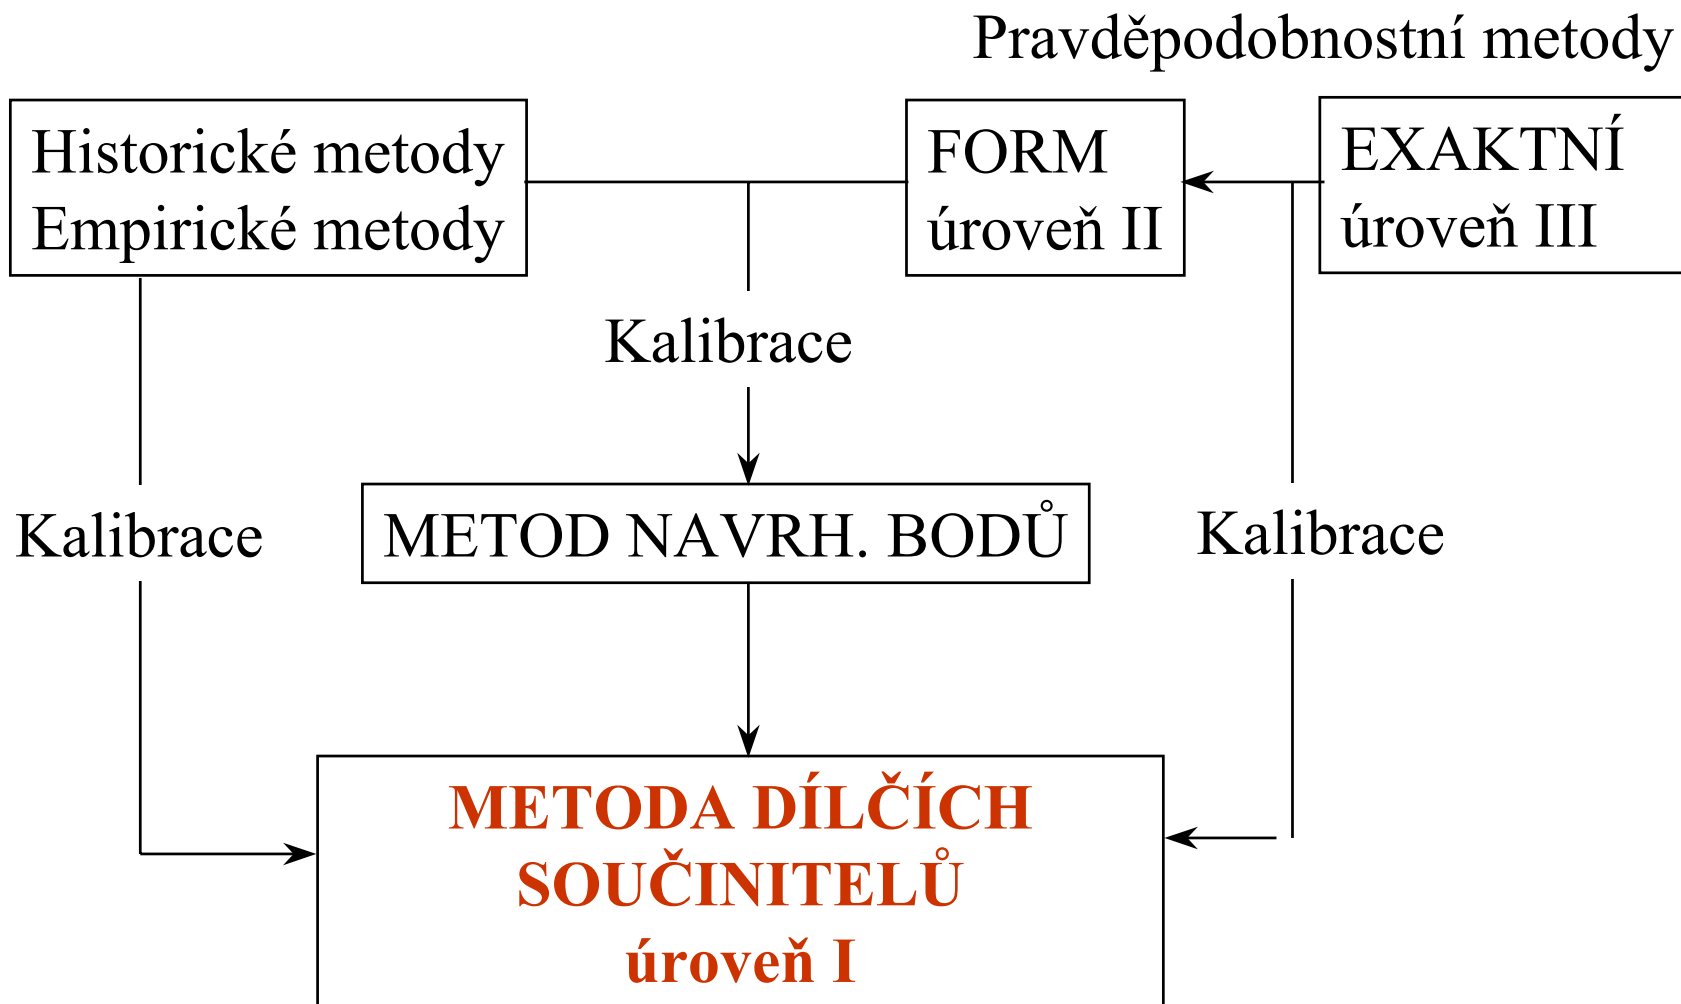 Pravděpodobnostní metody
Historické metody
Empirické metody
FORM
úroveň II
EXAKTNÍ
úroveň III
Kalibrace
Kalibrace
METOD NAVRH. BODŮ
Kalibrace
METODA DÍLČÍCH
SOUČINITELŮ
úroveň I